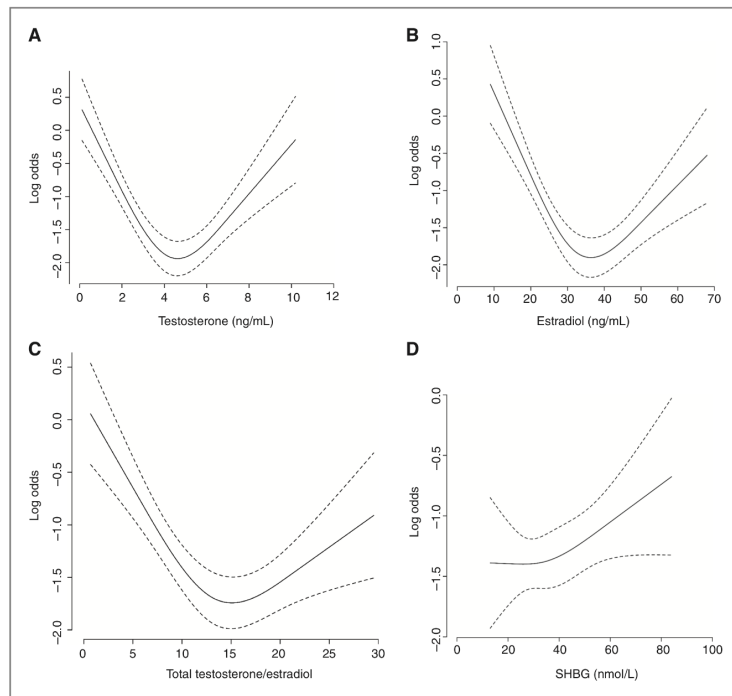 A
Log odds
0.5
0.0
−0.5
−1.0
−1.5
−2.0
0 2 4 6 8 10 12
Testosterone (ng/mL)
B
Log odds
1.0
0.5
0.0
−0.5
−1.0
−1.5
−2.0
0 10 20 30 40 50 60 70
Estradiol (ng/mL)
C
Log odds
0.5
0.0
−0.5
−1.0
−1.5
−2.0
0 5 10 15 20 25 30
Total testosterone/estradiol
D
Log odds
0.0
−0.5
−1.0
−1.5
−2.0
0 20 40 60 80 100
SHBG (nmol/L)